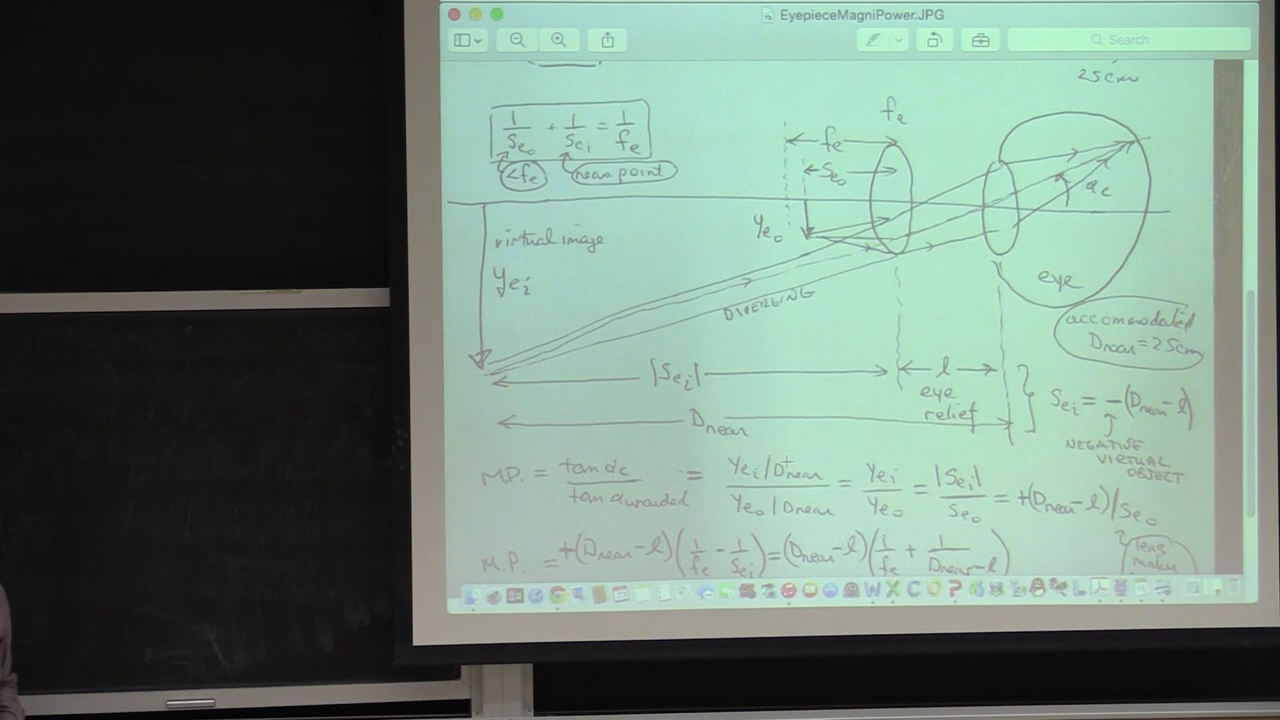 EyepieceMagniPower.JPG
Search
25cm
1/Se₀ + 1/Seᵢ = 1/fe
<fe near point
fe
fe
Se₀
Ye₀
virtual image
Yeᵢ
DIVERGING
eye
accommodated
Dnear = 25cm
|Seᵢ|
l
eye
relief
Dnear
Seᵢ = -(Dnear - l)
NEGATIVE
VIRTUAL
OBJECT
M.P. = tan αe / tan αunaided = (Yeᵢ/Dnear) / (Ye₀/Dnear) = Yeᵢ/Ye₀ = |Seᵢ|/Se₀ = +(Dnear - l)/Se₀
M.P. = +(Dnear - l)(1/fe - 1/Seᵢ) = (Dnear - l)(1/fe + 1/(Dnear - l))
lens
maker